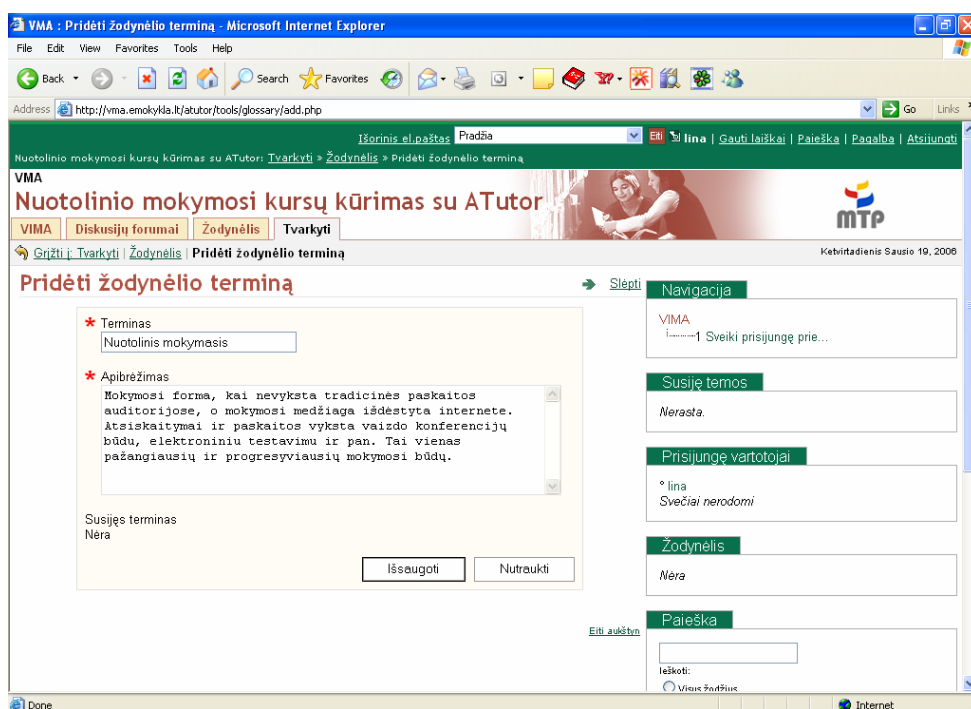 VMA : Pridėti žodynėlio terminą - Microsoft Internet Explorer
File Edit View Favorites Tools Help
Back Search Favorites
Address http://vma.emokykla.lt/atutor/tools/glossary/add.php Go Links
Išorinis el.paštas Pradžia Eiti lina | Gauti laiškai | Paieška | Pagalba | Atsijungti
Nuotolinio mokymosi kursų kūrimas su ATutor: Tvarkyti » Žodynėlis » Pridėti žodynėlio terminą
VMA
Nuotolinio mokymosi kursų kūrimas su ATutor
MTP
VIMA Diskusijų forumai Žodynėlis Tvarkyti
Grįžti į: Tvarkyti | Žodynėlis | Pridėti žodynėlio terminą
Ketvirtadienis Sausio 19, 2006
Pridėti žodynėlio terminą
Slėpti
* Terminas
Nuotolinis mokymasis
* Apibrėžimas
Mokymosi forma, kai nevyksta tradicinės paskaitos
auditorijose, o mokymosi medžiaga išdėstyta internete.
Atsiskaitymai ir paskaitos vyksta vaizdo konferencijų
būdu, elektroniniu testavimu ir pan. Tai vienas
pažangiausių ir progresyviausių mokymosi būdų.
Susijęs terminas
Nėra
Išsaugoti Nutraukti
Eiti aukštyn
Navigacija
VIMA
1 Sveiki prisijungę prie...
Susiję temos
Nerasta.
Prisijungę vartotojai
° lina
Svečiai nerodomi
Žodynėlis
Nėra
Paieška
Ieškoti:
Visus žodžius
Done Internet